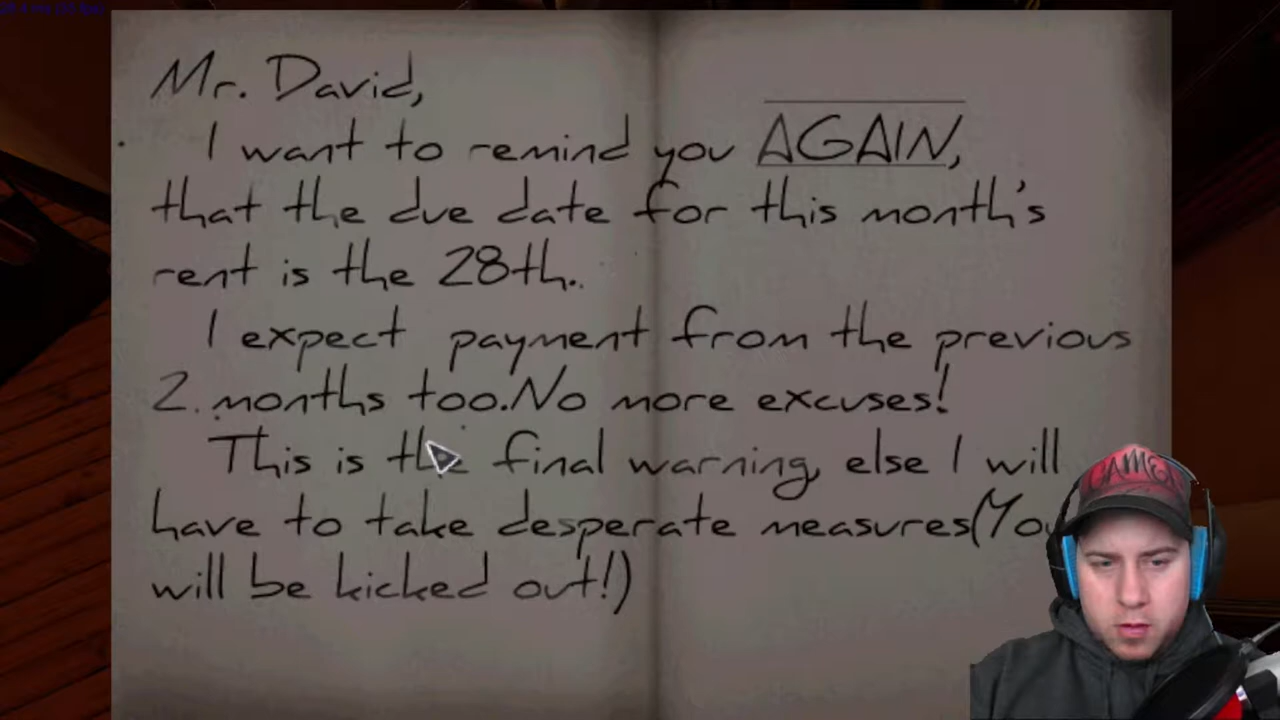 Mr. David,
I want to remind you AGAIN,
that the due date for this month's
rent is the 28th.
I expect payment from the previous
2 months too.No more excuses!
This is the final warning, else I will
have to take desperate measures(You
will be kicked out!)
GAMER